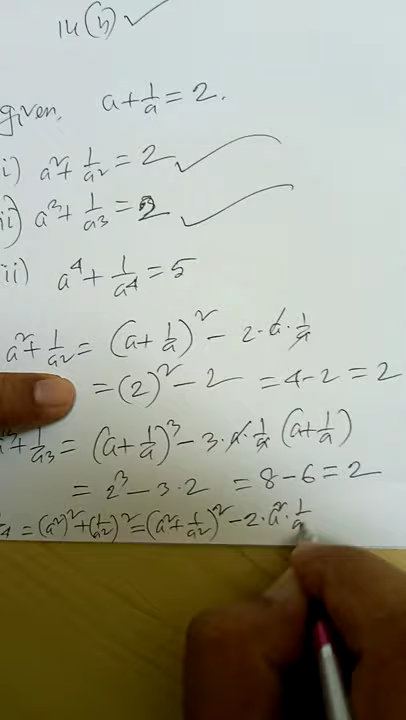 14(h) ✓
given, a + 1/a = 2.
i) a² + 1/a² = 2 ✓
ii) a³ + 1/a³ = 2 ✓
iii) a⁴ + 1/a⁴ = 5
a² + 1/a² = (a + 1/a)² - 2·a·1/a
= (2)² - 2 = 4 - 2 = 2
a³ + 1/a³ = (a + 1/a)³ - 3·a·1/a (a + 1/a)
= 2³ - 3·2 = 8 - 6 = 2
= (a²)² + (1/a²)² = (a² + 1/a²)² - 2·a²·1/a